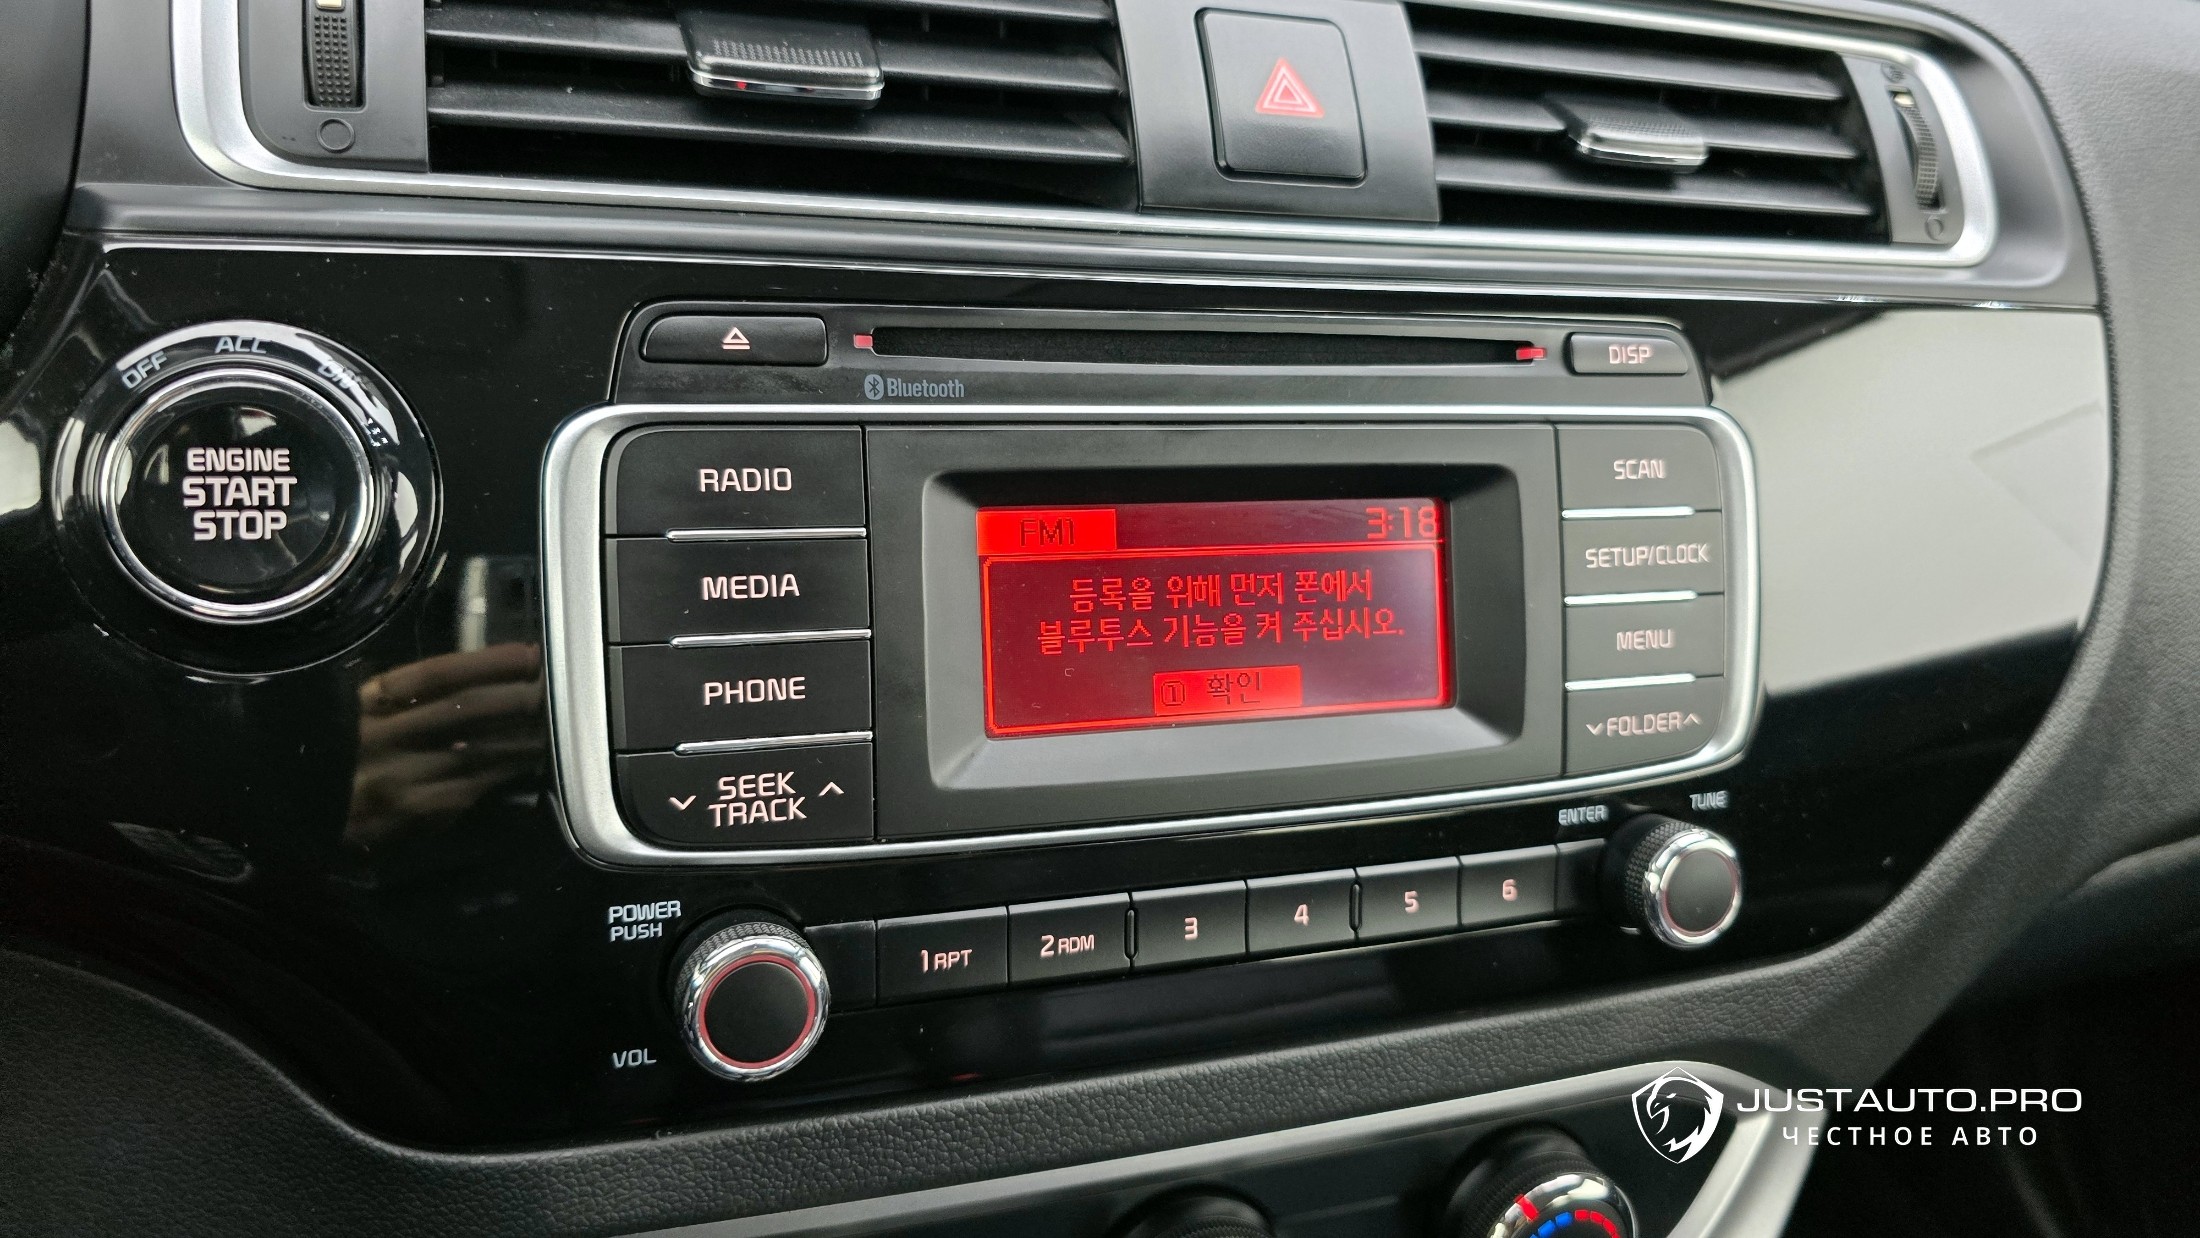 OFF ACC ON
ENGINE
START
STOP
DISP
Bluetooth
RADIO
MEDIA
PHONE
SEEK
TRACK
FM1 3:18
등록을 위해 먼저 폰에서
블루투스 기능을 켜 주십시오.
① 확인
SCAN
SETUP/CLOCK
MENU
FOLDER
ENTER TUNE
POWER
PUSH
VOL
1 RPT 2 RDM 3 4 5 6
JUSTAUTO.PRO
ЧЕСТНОЕ АВТО